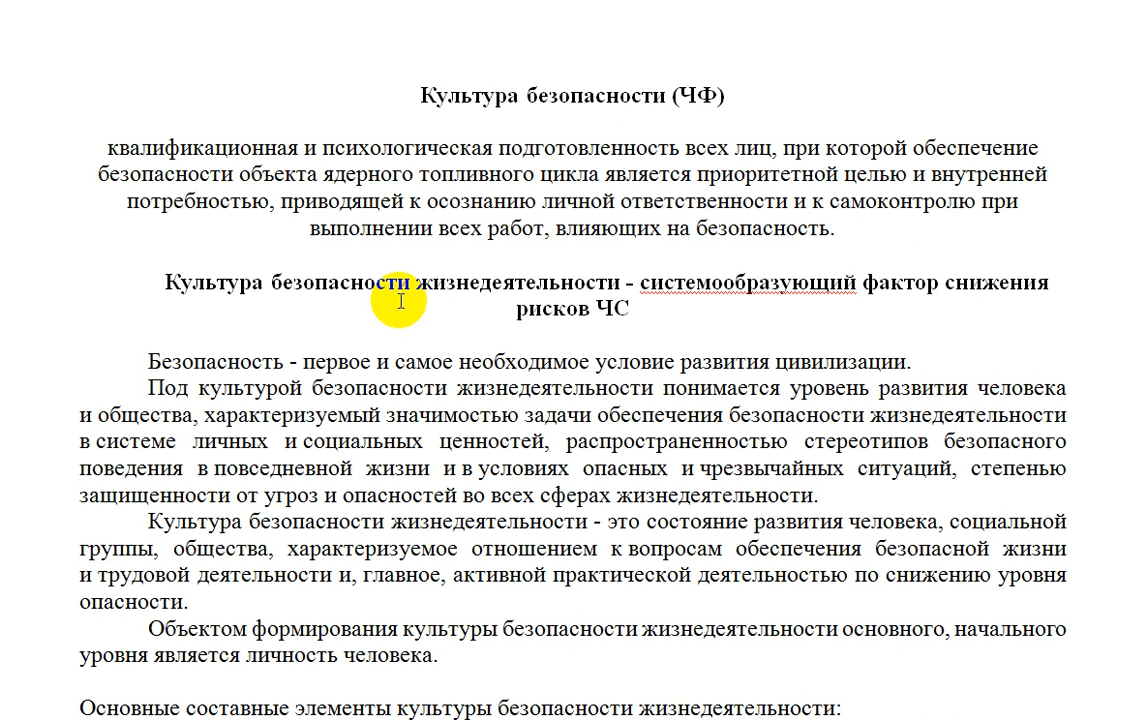 Культура безопасности (ЧФ)
квалификационная и психологическая подготовленность всех лиц, при которой обеспечение
безопасности объекта ядерного топливного цикла является приоритетной целью и внутренней
потребностью, приводящей к осознанию личной ответственности и к самоконтролю при
выполнении всех работ, влияющих на безопасность.
Культура безопасности жизнедеятельности - системообразующий фактор снижения
рисков ЧС
Безопасность - первое и самое необходимое условие развития цивилизации.
Под культурой безопасности жизнедеятельности понимается уровень развития человека
и общества, характеризуемый значимостью задачи обеспечения безопасности жизнедеятельности
в системе личных и социальных ценностей, распространенностью стереотипов безопасного
поведения в повседневной жизни и в условиях опасных и чрезвычайных ситуаций, степенью
защищенности от угроз и опасностей во всех сферах жизнедеятельности.
Культура безопасности жизнедеятельности - это состояние развития человека, социальной
группы, общества, характеризуемое отношением к вопросам обеспечения безопасной жизни
и трудовой деятельности и, главное, активной практической деятельностью по снижению уровня
опасности.
Объектом формирования культуры безопасности жизнедеятельности основного, начального
уровня является личность человека.
Основные составные элементы культуры безопасности жизнедеятельности: